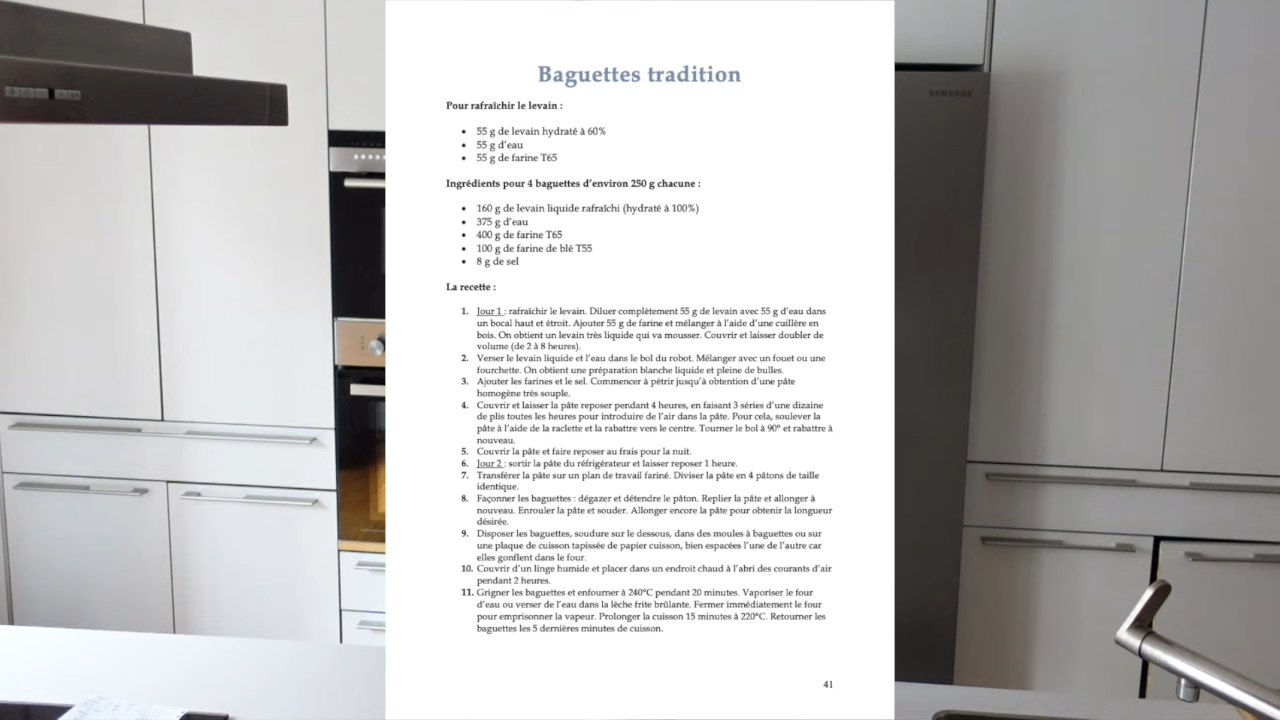 Baguettes tradition
Pour rafraîchir le levain :
• 55 g de levain hydraté à 60%
• 55 g d'eau
• 55 g de farine T65
Ingrédients pour 4 baguettes d'environ 250 g chacune :
• 160 g de levain liquide rafraîchi (hydraté à 100%)
• 375 g d'eau
• 400 g de farine T65
• 100 g de farine de blé T55
• 8 g de sel
La recette :
1. Jour 1 : rafraîchir le levain. Diluer complètement 55 g de levain avec 55 g d'eau dans
un bocal haut et étroit. Ajouter 55 g de farine et mélanger à l'aide d'une cuillère en
bois. On obtient un levain très liquide qui va mousser. Couvrir et laisser doubler de
volume (de 2 à 8 heures).
2. Verser le levain liquide et l'eau dans le bol du robot. Mélanger avec un fouet ou une
fourchette. On obtient une préparation blanche liquide et pleine de bulles.
3. Ajouter les farines et le sel. Commencer à pétrir jusqu'à obtention d'une pâte
homogène très souple.
4. Couvrir et laisser la pâte reposer pendant 4 heures, en faisant 3 séries d'une dizaine
de plis toutes les heures pour introduire de l'air dans la pâte. Pour cela, soulever la
pâte à l'aide de la raclette et la rabattre vers le centre. Tourner le bol à 90° et rabattre à
nouveau.
5. Couvrir la pâte et faire reposer au frais pour la nuit.
6. Jour 2 : sortir la pâte du réfrigérateur et laisser reposer 1 heure.
7. Transférer la pâte sur un plan de travail fariné. Diviser la pâte en 4 pâtons de taille
identique.
8. Façonner les baguettes : dégazer et détendre le pâton. Replier la pâte et allonger à
nouveau. Enrouler la pâte et souder. Allonger encore la pâte pour obtenir la longueur
désirée.
9. Disposer les baguettes, soudure sur le dessous, dans des moules à baguettes ou sur
une plaque de cuisson tapissée de papier cuisson, bien espacées l'une de l'autre car
elles gonflent dans le four.
10. Couvrir d'un linge humide et placer dans un endroit chaud à l'abri des courants d'air
pendant 2 heures.
11. Grigner les baguettes et enfourner à 240°C pendant 20 minutes. Vaporiser le four
d'eau ou verser de l'eau dans la lèche frite brûlante. Fermer immédiatement le four
pour emprisonner la vapeur. Prolonger la cuisson 15 minutes à 220°C. Retourner les
baguettes les 5 dernières minutes de cuisson.
41
SAMSUNG